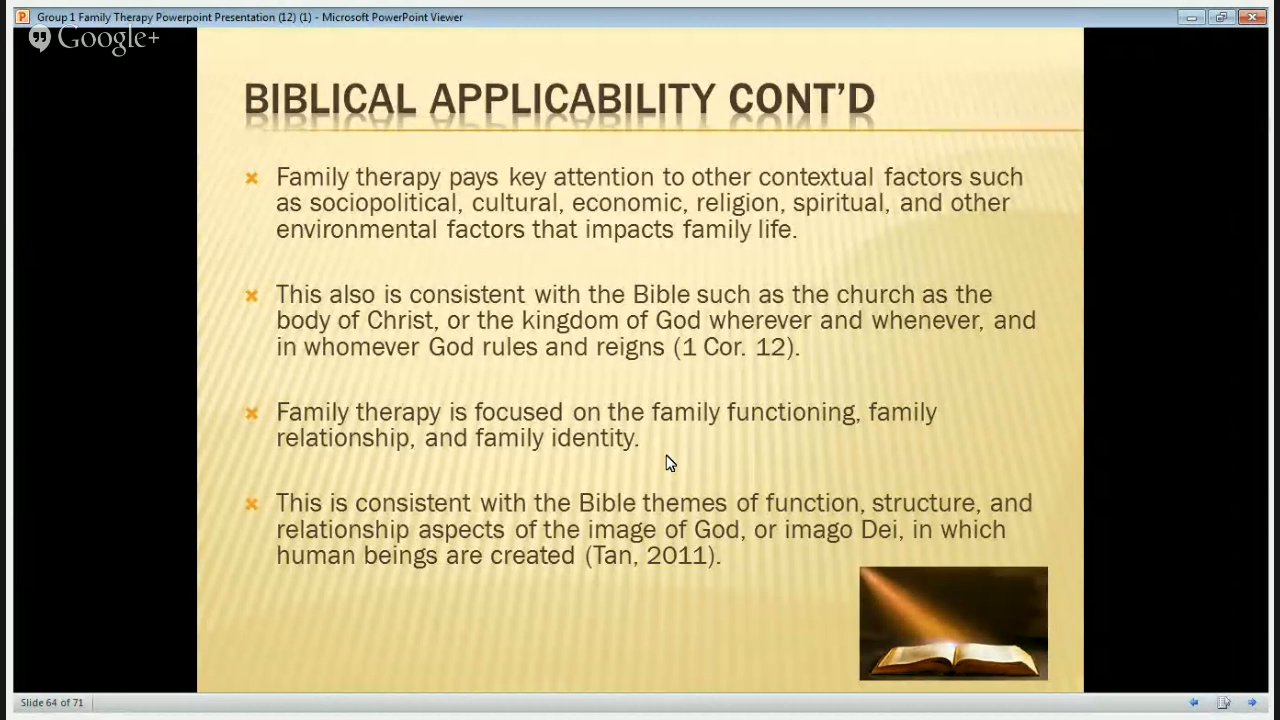 Group 1 Family Therapy Powerpoint Presentation (12) (1) - Microsoft PowerPoint Viewer
Google+
BIBLICAL APPLICABILITY CONT'D
Family therapy pays key attention to other contextual factors such
as sociopolitical, cultural, economic, religion, spiritual, and other
environmental factors that impacts family life.
This also is consistent with the Bible such as the church as the
body of Christ, or the kingdom of God wherever and whenever, and
in whomever God rules and reigns (1 Cor. 12).
Family therapy is focused on the family functioning, family
relationship, and family identity.
This is consistent with the Bible themes of function, structure, and
relationship aspects of the image of God, or imago Dei, in which
human beings are created (Tan, 2011).
Slide 64 of 71